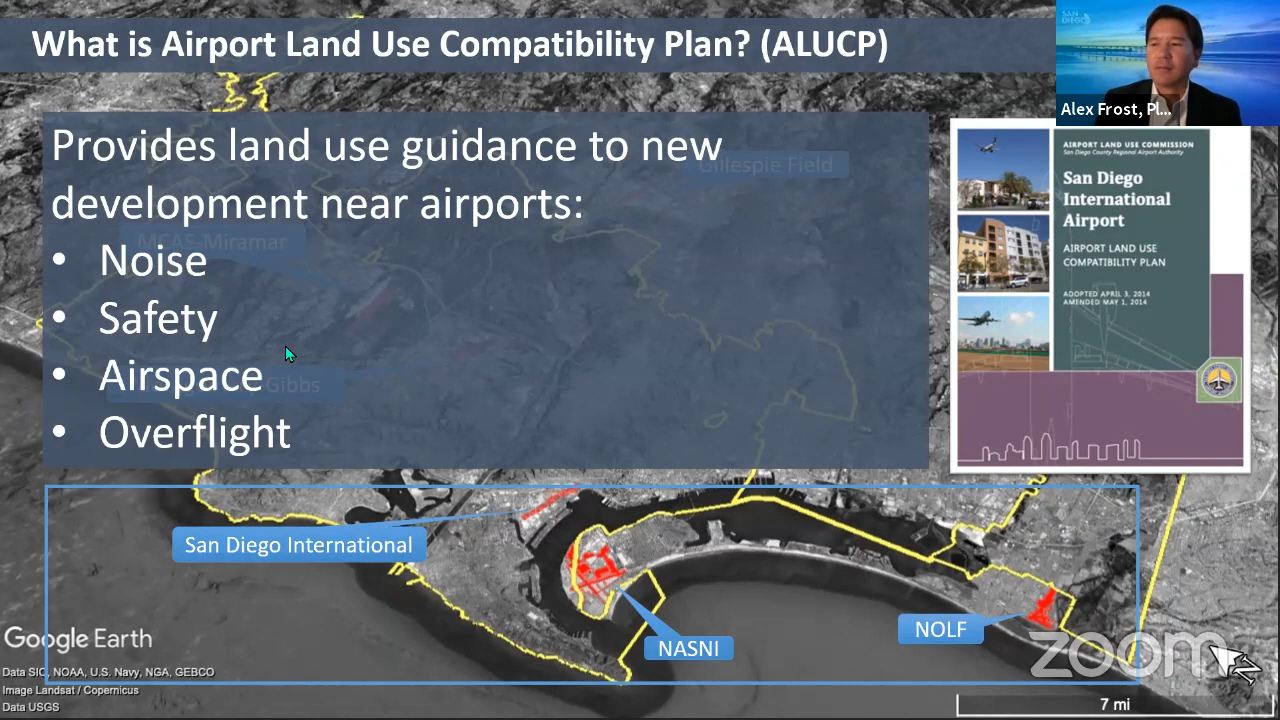 What is Airport Land Use Compatibility Plan? (ALUCP)
SAN
DIEGO
Alex Frost, Pl...
Provides land use guidance to new
development near airports:
• Noise
• Safety
• Airspace
• Overflight
Gillespie Field
MCAS-Miramar
Gibbs
AIRPORT LAND USE COMMISSION
San Diego County Regional Airport Authority
San Diego
International
Airport
AIRPORT LAND USE
COMPATIBILITY PLAN
ADOPTED APRIL 3, 2014
AMENDED MAY 1, 2014
San Diego International
NASNI
NOLF
Google Earth
Data SIO, NOAA, U.S. Navy, NGA, GEBCO
Image Landsat / Copernicus
Data USGS
zoom
7 mi